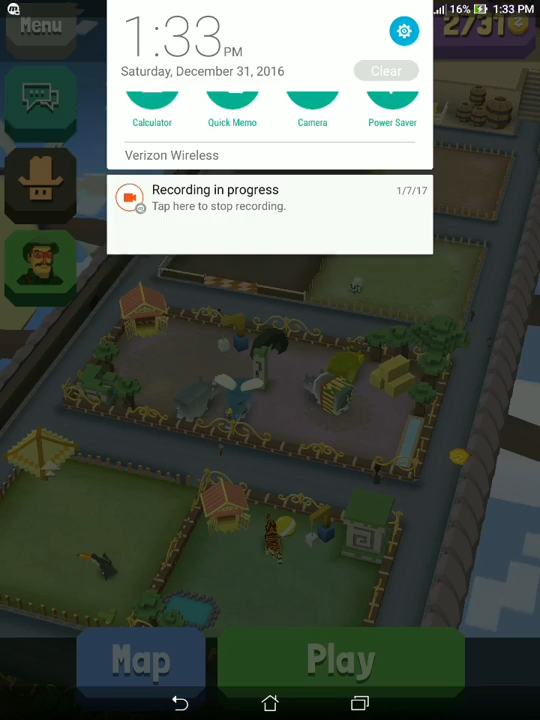 16% 1:33 PM
Menu
2731
1:33 PM
Saturday, December 31, 2016
Clear
Calculator Quick Memo Camera Power Saver
Verizon Wireless
Recording in progress 1/7/17
Tap here to stop recording.
Map Play